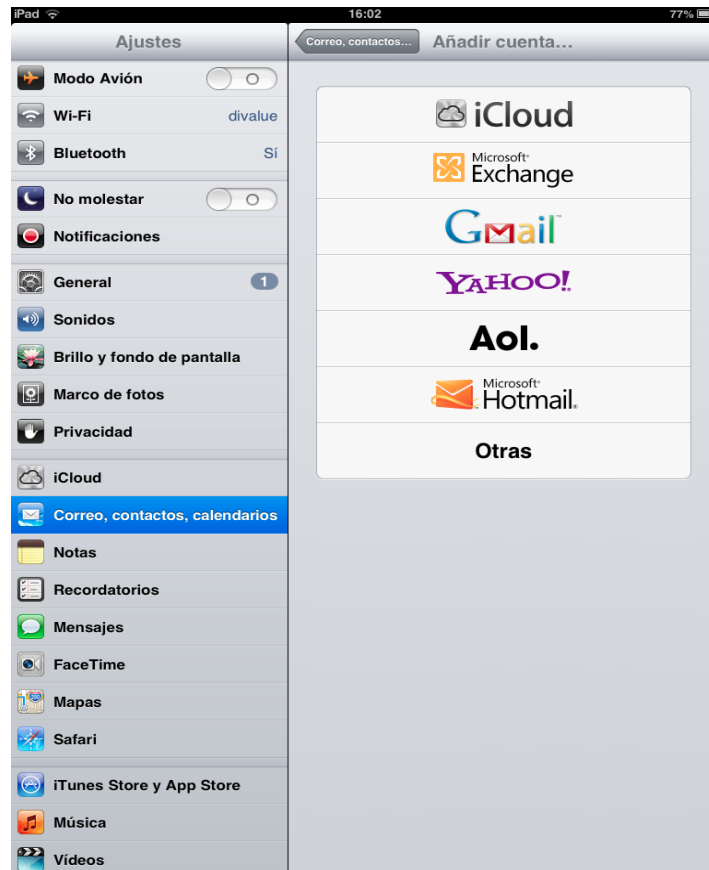 iPad 16:02 77%
Ajustes
Correo, contactos... Añadir cuenta...
Modo Avión
Wi-Fi divalue
Bluetooth Sí
No molestar
Notificaciones
General 1
Sonidos
Brillo y fondo de pantalla
Marco de fotos
Privacidad
iCloud
Correo, contactos, calendarios
Notas
Recordatorios
Mensajes
FaceTime
Mapas
Safari
iTunes Store y App Store
Música
Vídeos
iCloud
Microsoft
Exchange
Gmail
YAHOO!
Aol.
Microsoft
Hotmail
Otras